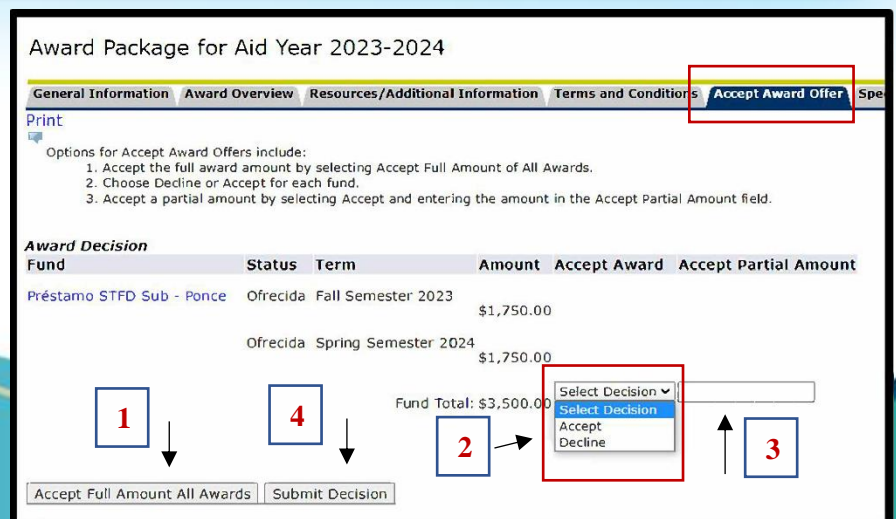 Award Package for Aid Year 2023-2024
General Information Award Overview Resources/Additional Information Terms and Conditions Accept Award Offer Spe
Print
Options for Accept Award Offers include:
1. Accept the full award amount by selecting Accept Full Amount of All Awards.
2. Choose Decline or Accept for each fund.
3. Accept a partial amount by selecting Accept and entering the amount in the Accept Partial Amount field.
Award Decision
Fund Status Term Amount Accept Award Accept Partial Amount
Préstamo STFD Sub - Ponce Ofrecida Fall Semester 2023 $1,750.00
Ofrecida Spring Semester 2024 $1,750.00
Fund Total: $3,500.00 Select Decision
Select Decision
Accept
Decline
1
4
2
3
Accept Full Amount All Awards Submit Decision